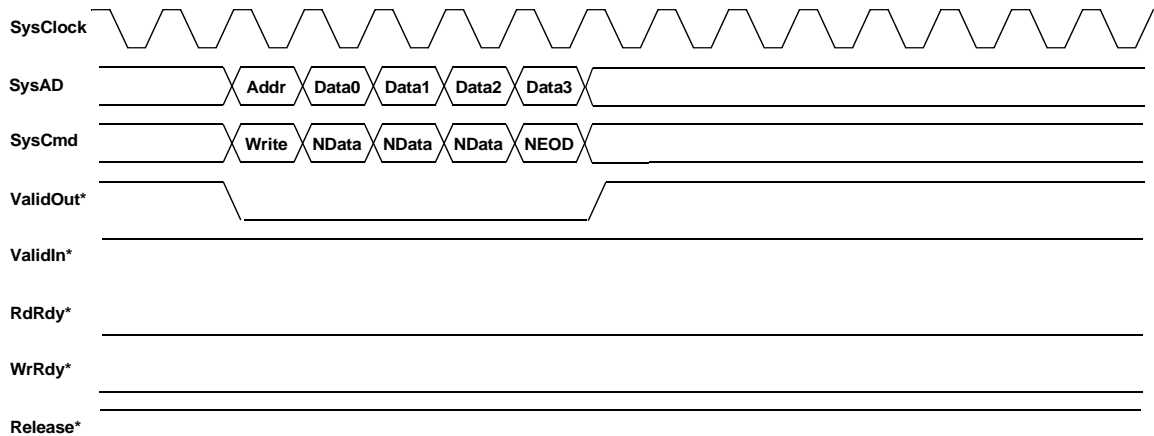 SysClock
SysAD Addr Data0 Data1 Data2 Data3
SysCmd Write NData NData NData NEOD
ValidOut*
ValidIn*
RdRdy*
WrRdy*
Release*